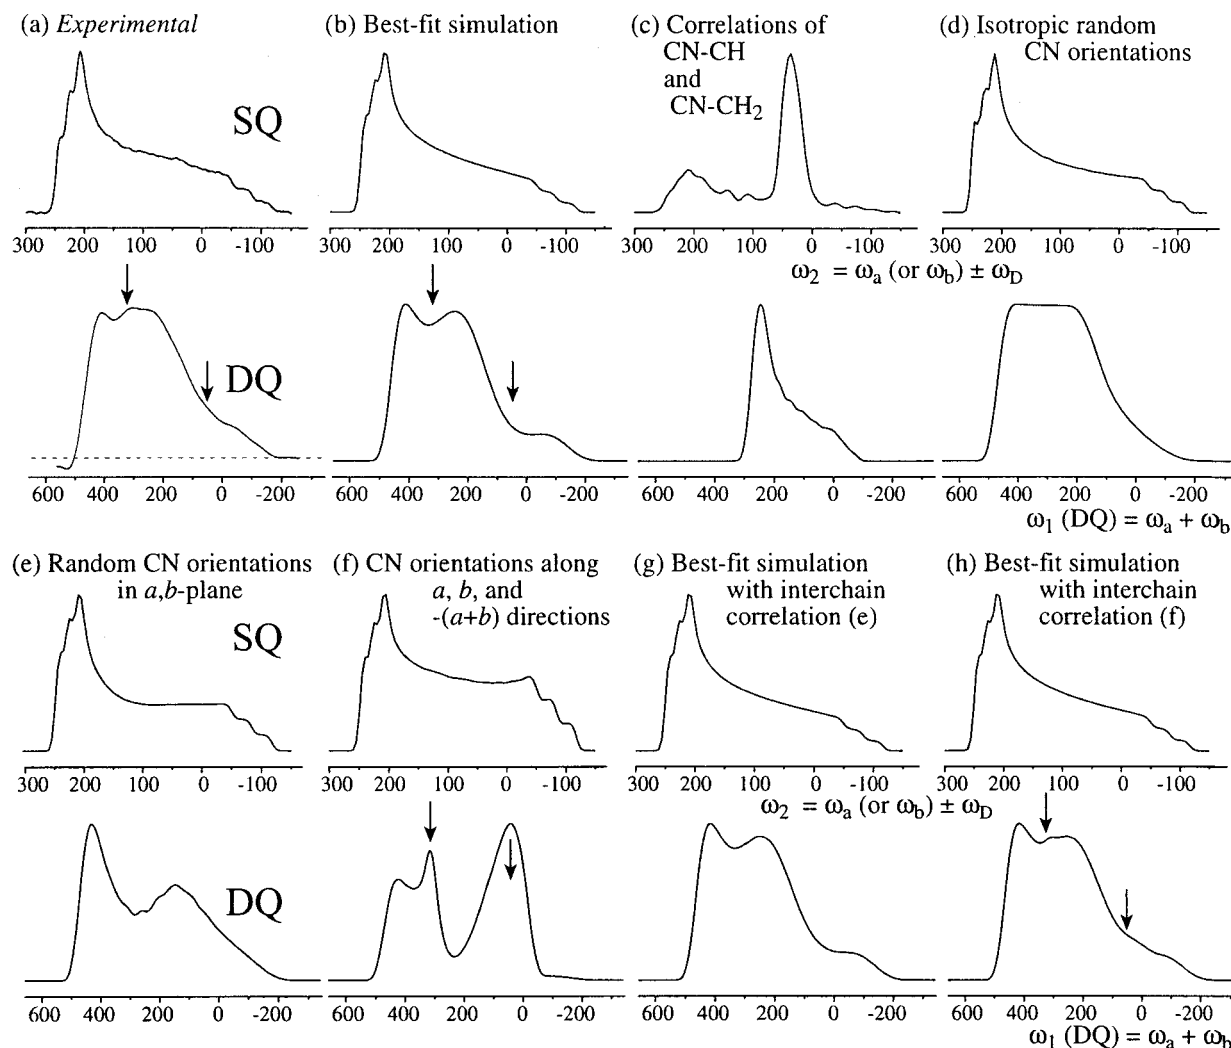 (a) Experimental
(b) Best-fit simulation
(c) Correlations of
CN-CH
and
CN-CH₂
(d) Isotropic random
CN orientations
SQ
300 200 100 0 -100
300 200 100 0 -100
300 200 100 0 -100
300 200 100 0 -100
ω₂ = ωₐ (or ω_b) ± ω_D
DQ
600 400 200 0 -200
600 400 200 0 -200
600 400 200 0 -200
600 400 200 0 -200
ω₁ (DQ) = ωₐ + ω_b
(e) Random CN orientations
in a,b-plane
(f) CN orientations along
a, b, and
-(a+b) directions
(g) Best-fit simulation
with interchain
correlation (e)
(h) Best-fit simulation
with interchain
correlation (f)
SQ
300 200 100 0 -100
300 200 100 0 -100
300 200 100 0 -100
300 200 100 0 -100
ω₂ = ωₐ (or ω_b) ± ω_D
DQ
600 400 200 0 -200
600 400 200 0 -200
600 400 200 0 -200
600 400 200 0 -200
ω₁ (DQ) = ωₐ + ω_b